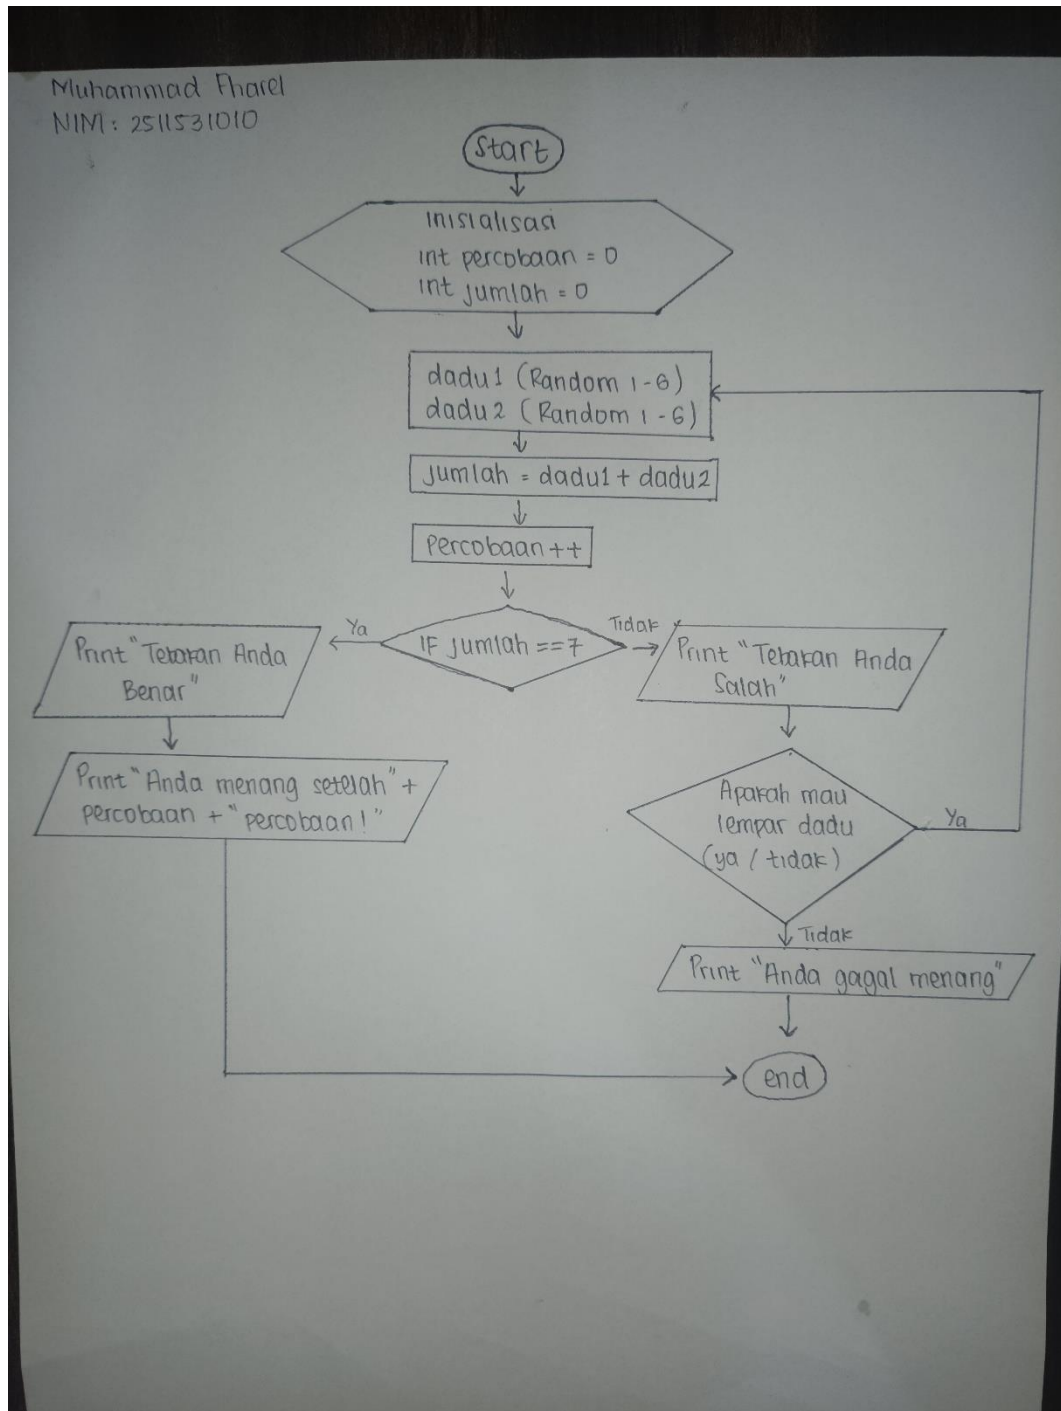 Muhammad Fharel
NIM: 2511531010
Start
Inisialisasi
int percobaan = 0
int jumlah = 0
dadu1 (Random 1-6)
dadu2 (Random 1-6)
jumlah = dadu1 + dadu2
Percobaan++
Ya
IF jumlah ==7
Tidak
Print "Tebakan Anda
Benar"
Print "Tebakan Anda
Salah"
Print "Anda menang setelah" +
percobaan + "percobaan!"
Apakah mau
lempar dadu
(ya / tidak)
Ya
Tidak
Print "Anda gagal menang"
end